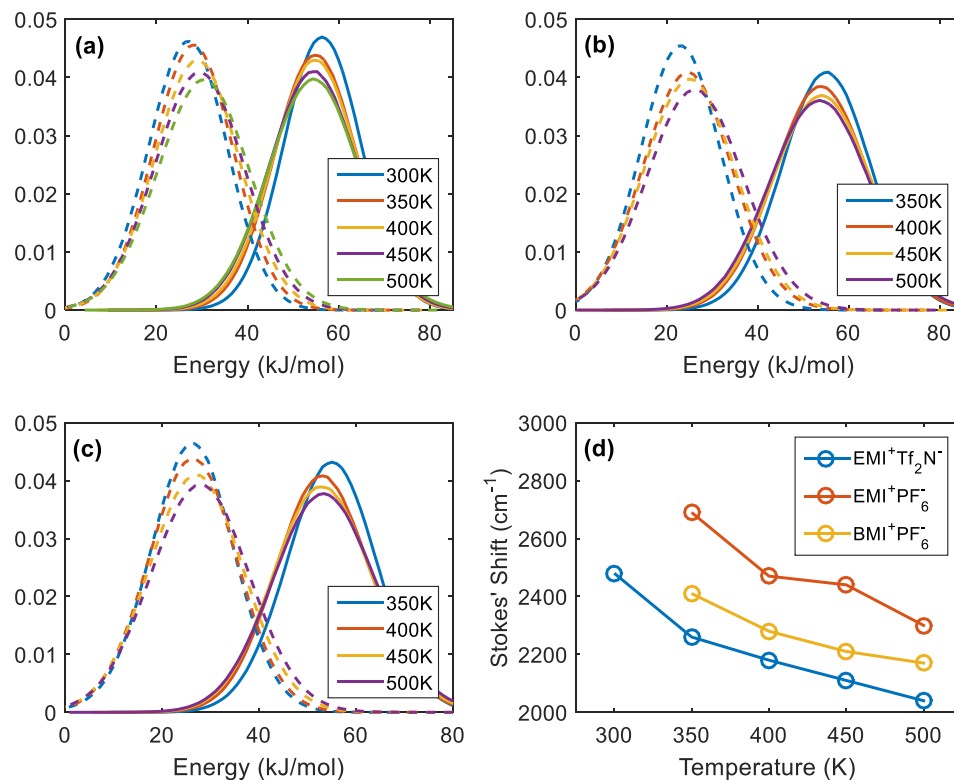 (a)
0.05
0.04
0.03
0.02
0.01
0
0 20 40 60 80
Energy (kJ/mol)
300K
350K
400K
450K
500K
(b)
0.05
0.04
0.03
0.02
0.01
0
0 20 40 60 80
Energy (kJ/mol)
350K
400K
450K
500K
(c)
0.05
0.04
0.03
0.02
0.01
0
0 20 40 60 80
Energy (kJ/mol)
350K
400K
450K
500K
(d)
3000
2800
2600
2400
2200
2000
Stokes' Shift (cm⁻¹)
300 350 400 450 500
Temperature (K)
EMI⁺Tf₂N⁻
EMI⁺PF₆⁻
BMI⁺PF₆⁻